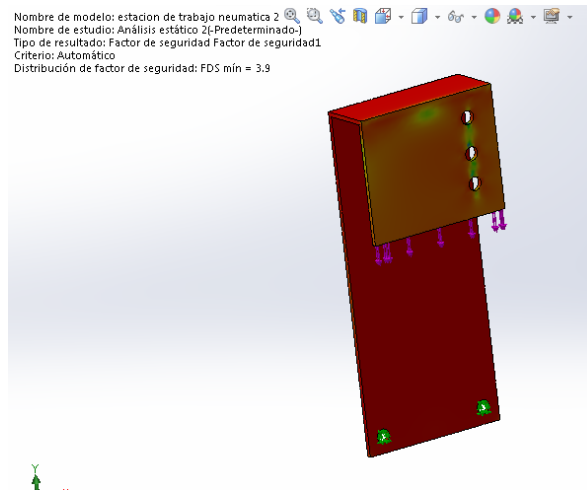 Nombre de modelo: estacion de trabajo neumatica 2
Nombre de estudio: Análisis estático 2(-Predeterminado-)
Tipo de resultado: Factor de seguridad Factor de seguridad1
Criterio: Automático
Distribución de factor de seguridad: FDS mín = 3.9
Y